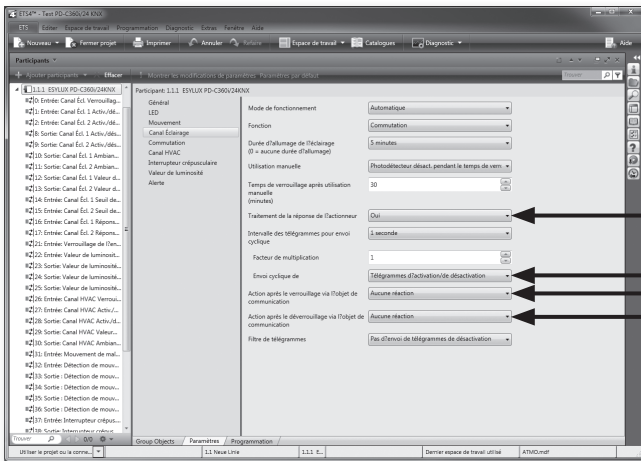 ETS4™ - Test PD-C360i/24 KNX
ETS Editer Espace de travail Programmation Diagnostic Extras Fenêtre Aide
Nouveau Fermer projet Imprimer Annuler Refaire Espace de travail Catalogues Diagnostic Aide
Participants
Ajouter participants Effacer Montrer les modifications de paramètres Paramètres par défaut Trouver
1.1.1 ESYLUX PD-C360i/24KNX
0: Entrée: Canal Écl. Verrouillag...
1: Entrée: Canal Écl. 1 Activ./dé...
2: Entrée: Canal Écl. 2 Activ./dé...
8: Sortie: Canal Écl. 1 Activ./dés...
9: Sortie: Canal Écl. 2 Activ./dés...
10: Sortie: Canal Écl. 1 Ambian...
11: Sortie: Canal Écl. 2 Ambian...
12: Sortie: Canal Écl. 1 Valeur d...
13: Sortie: Canal Écl. 2 Valeur d...
14: Entrée: Canal Écl. 1 Seuil de...
15: Entrée: Canal Écl. 2 Seuil de...
16: Entrée: Canal Écl. 1 Répons...
17: Entrée: Canal Écl. 2 Répons...
21: Entrée: Verrouillage de l?en...
22: Entrée: Valeur de luminosit...
23: Sortie: Valeur de luminosité...
24: Sortie: Valeur de luminosité...
25: Sortie: Valeur de luminosité...
26: Entrée: Canal HVAC Verroui...
27: Entrée: Canal HVAC Activ./...
28: Sortie: Canal HVAC Activ./d...
29: Sortie: Canal HVAC Valeur...
30: Sortie: Canal HVAC Ambian...
31: Entrée: Mouvement de mal...
32: Entrée: Détection de mouv...
33: Sortie : Détection de mouv...
34: Sortie : Détection de mouv...
35: Sortie : Détection de mouv...
36: Sortie : Détection de mouv...
37: Entrée: Interrupteur crépus...
38: Sortie: Interrupteur crépus...
Trouver 0/0
Participant: 1.1.1 ESYLUX PD-C360i/24KNX
Général
LED
Mouvement
Canal Éclairage
Commutation
Canal HVAC
Interrupteur crépusculaire
Valeur de luminosité
Alerte
Mode de fonctionnement Automatique
Fonction Commutation
Durée d?allumage de l?éclairage
(0 = aucune durée d?allumage) 5 minutes
Utilisation manuelle Photodétecteur désact. pendant le temps de vern
Temps de verrouillage après utilisation
manuelle
(minutes) 30
Traitement de la réponse de l?actionneur Oui
Intervalle des télégrammes pour envoi
cyclique 1 seconde
Facteur de multiplication 1
Envoi cyclique de Télégrammes d?activation/de désactivation
Action après le verrouillage via l?objet de
communication Aucune réaction
Action après le déverrouillage via l?objet de
communication Aucune réaction
Filtre de télégrammes Pas d?envoi de télégrammes de désactivation
Group Objects Paramètres Programmation
Utiliser le projet ou la conne... 1.1 Neue Linie 1.1.1 E... Dernier espace de travail utilisé ATMO.mdf